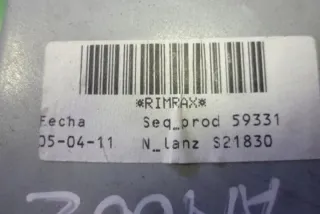 *RIMRAX*
Fecha Seq_prod 59331
05-04-11 N_lanz S21830